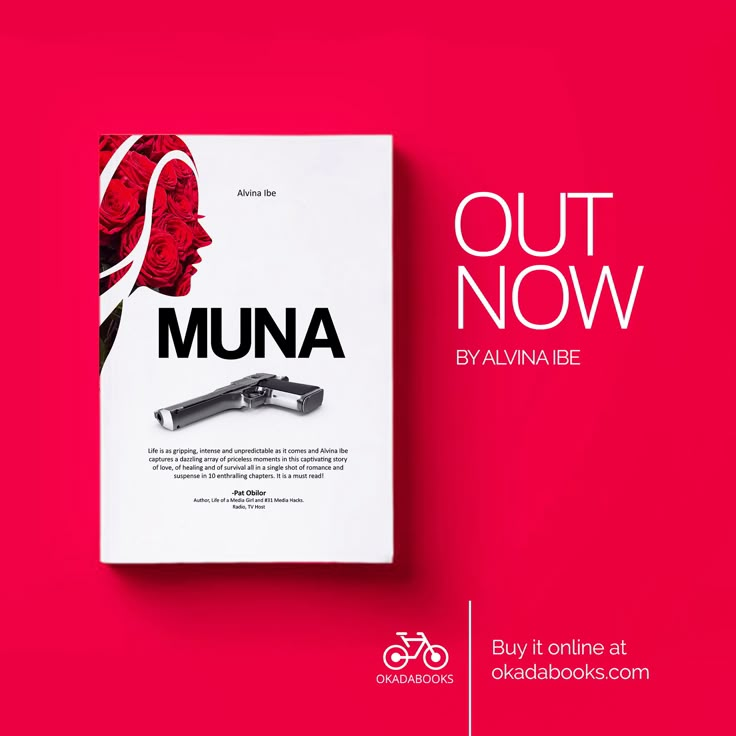 Alvina Ibe
MUNA
Life is as gripping, intense and unpredictable as it comes and Alvina Ibe
captures a dazzling array of priceless moments in this captivating story
of love, of healing and of survival all in a single shot of romance and
suspense in 10 enthralling chapters. It is a must read!
-Pat Obilor
Author, Life of a Media Girl and #31 Media Hacks.
Radio, TV Host
OUT
NOW
BY ALVINA IBE
OKADABOOKS
Buy it online at
okadabooks.com